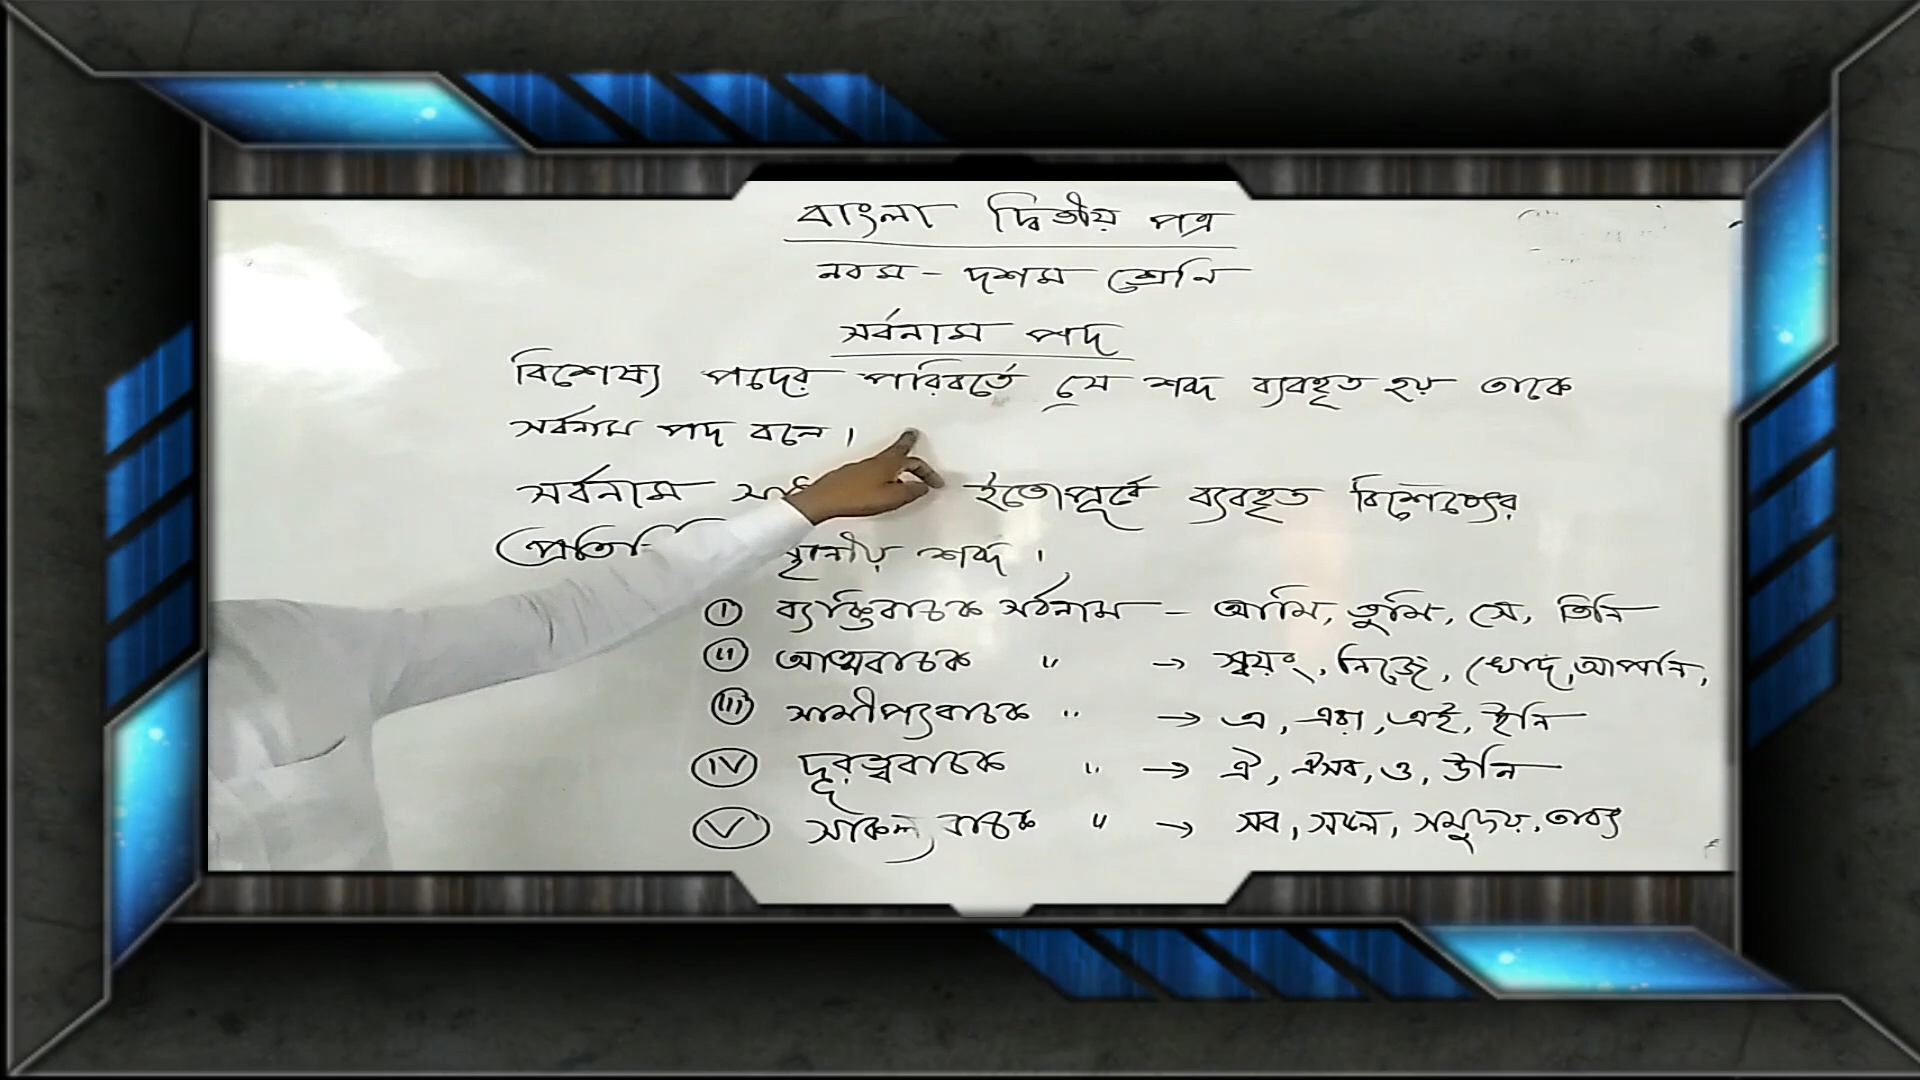 বাংলা দ্বিতীয় পত্র
নবম - দশম শ্রেনি
সর্বনাম পদ
বিশেষ্য পদের পরিবর্তে যে শব্দ ব্যবহৃত হয় তাকে
সর্বনাম পদ বলে।
সর্বনাম ইতোপূর্বে ব্যবহৃত বিশেষ্যের
স্থানীয় শব্দ।
(i) ব্যাক্তিবাচক সর্বনাম - আমি, তুমি, সে, তিনি
(ii) আত্মবাচক " → স্বয়ং, নিজে, খোদ, আপনি,
(iii) সামীপ্যবাচক " → এ, এরা, এই, ইনি
(iv) দূরত্ববাচক " → ঐ, ঐসব, ও, উনি
(v) সাকল্যবাচক " → সব, সকল, সমুদয়, তাবৎ